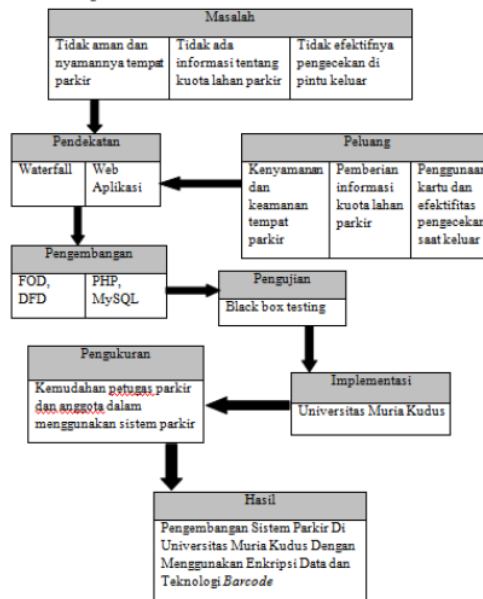 Masalah
Tidak aman dan
nyamannya tempat
parkir
Tidak ada
informasi tentang
kuota lahan parkir
Tidak efektifnya
pengecekan di
pintu keluar
Pendekatan
Waterfall
Web
Aplikasi
Peluang
Kenyamanan
dan
keamanan
tempat
parkir
Pemberian
informasi
kuota lahan
parkir
Penggunaan
kartu dan
efektifitas
pengecekan
saat keluar
Pengembangan
FOD,
DFD
PHP,
MySQL
Pengujian
Black box testing
Pengukuran
Kemudahan petugas parkir
dan anggota dalam
menggunakan sistem parkir
Implementasi
Universitas Muria Kudus
Hasil
Pengembangan Sistem Parkir Di
Universitas Muria Kudus Dengan
Menggunakan Enkripsi Data dan
Teknologi Barcode